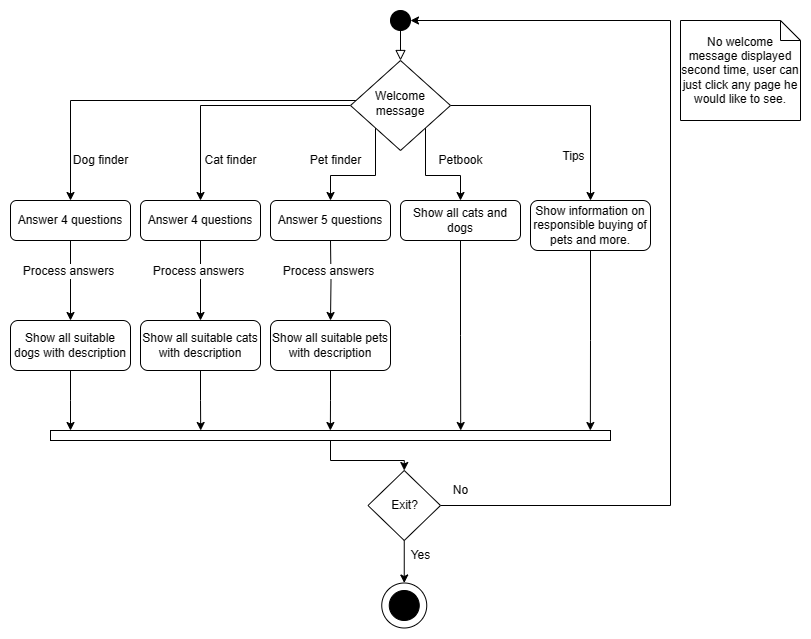 No welcome
message displayed
second time, user can
just click any page he
would like to see.
Welcome
message
Dog finder
Cat finder
Pet finder
Petbook
Tips
Answer 4 questions
Answer 4 questions
Answer 5 questions
Show all cats and
dogs
Show information on
responsible buying of
pets and more.
Process answers
Process answers
Process answers
Show all suitable
dogs with description
Show all suitable cats
with description
Show all suitable pets
with description
Exit?
No
Yes